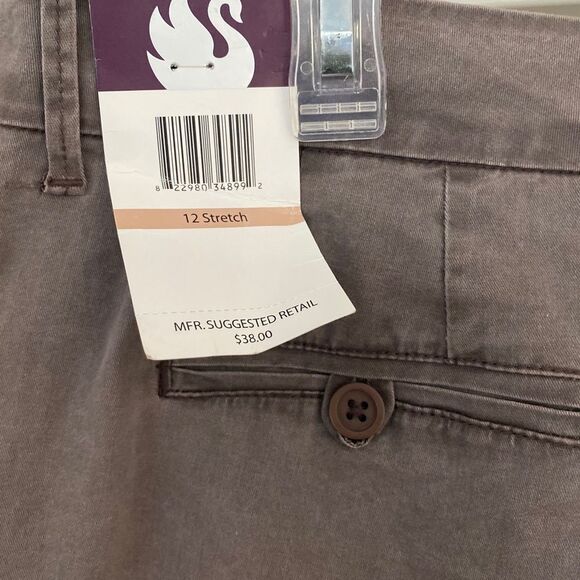 8 22980 34899 2
12 Stretch
MFR. SUGGESTED RETAIL
$38.00